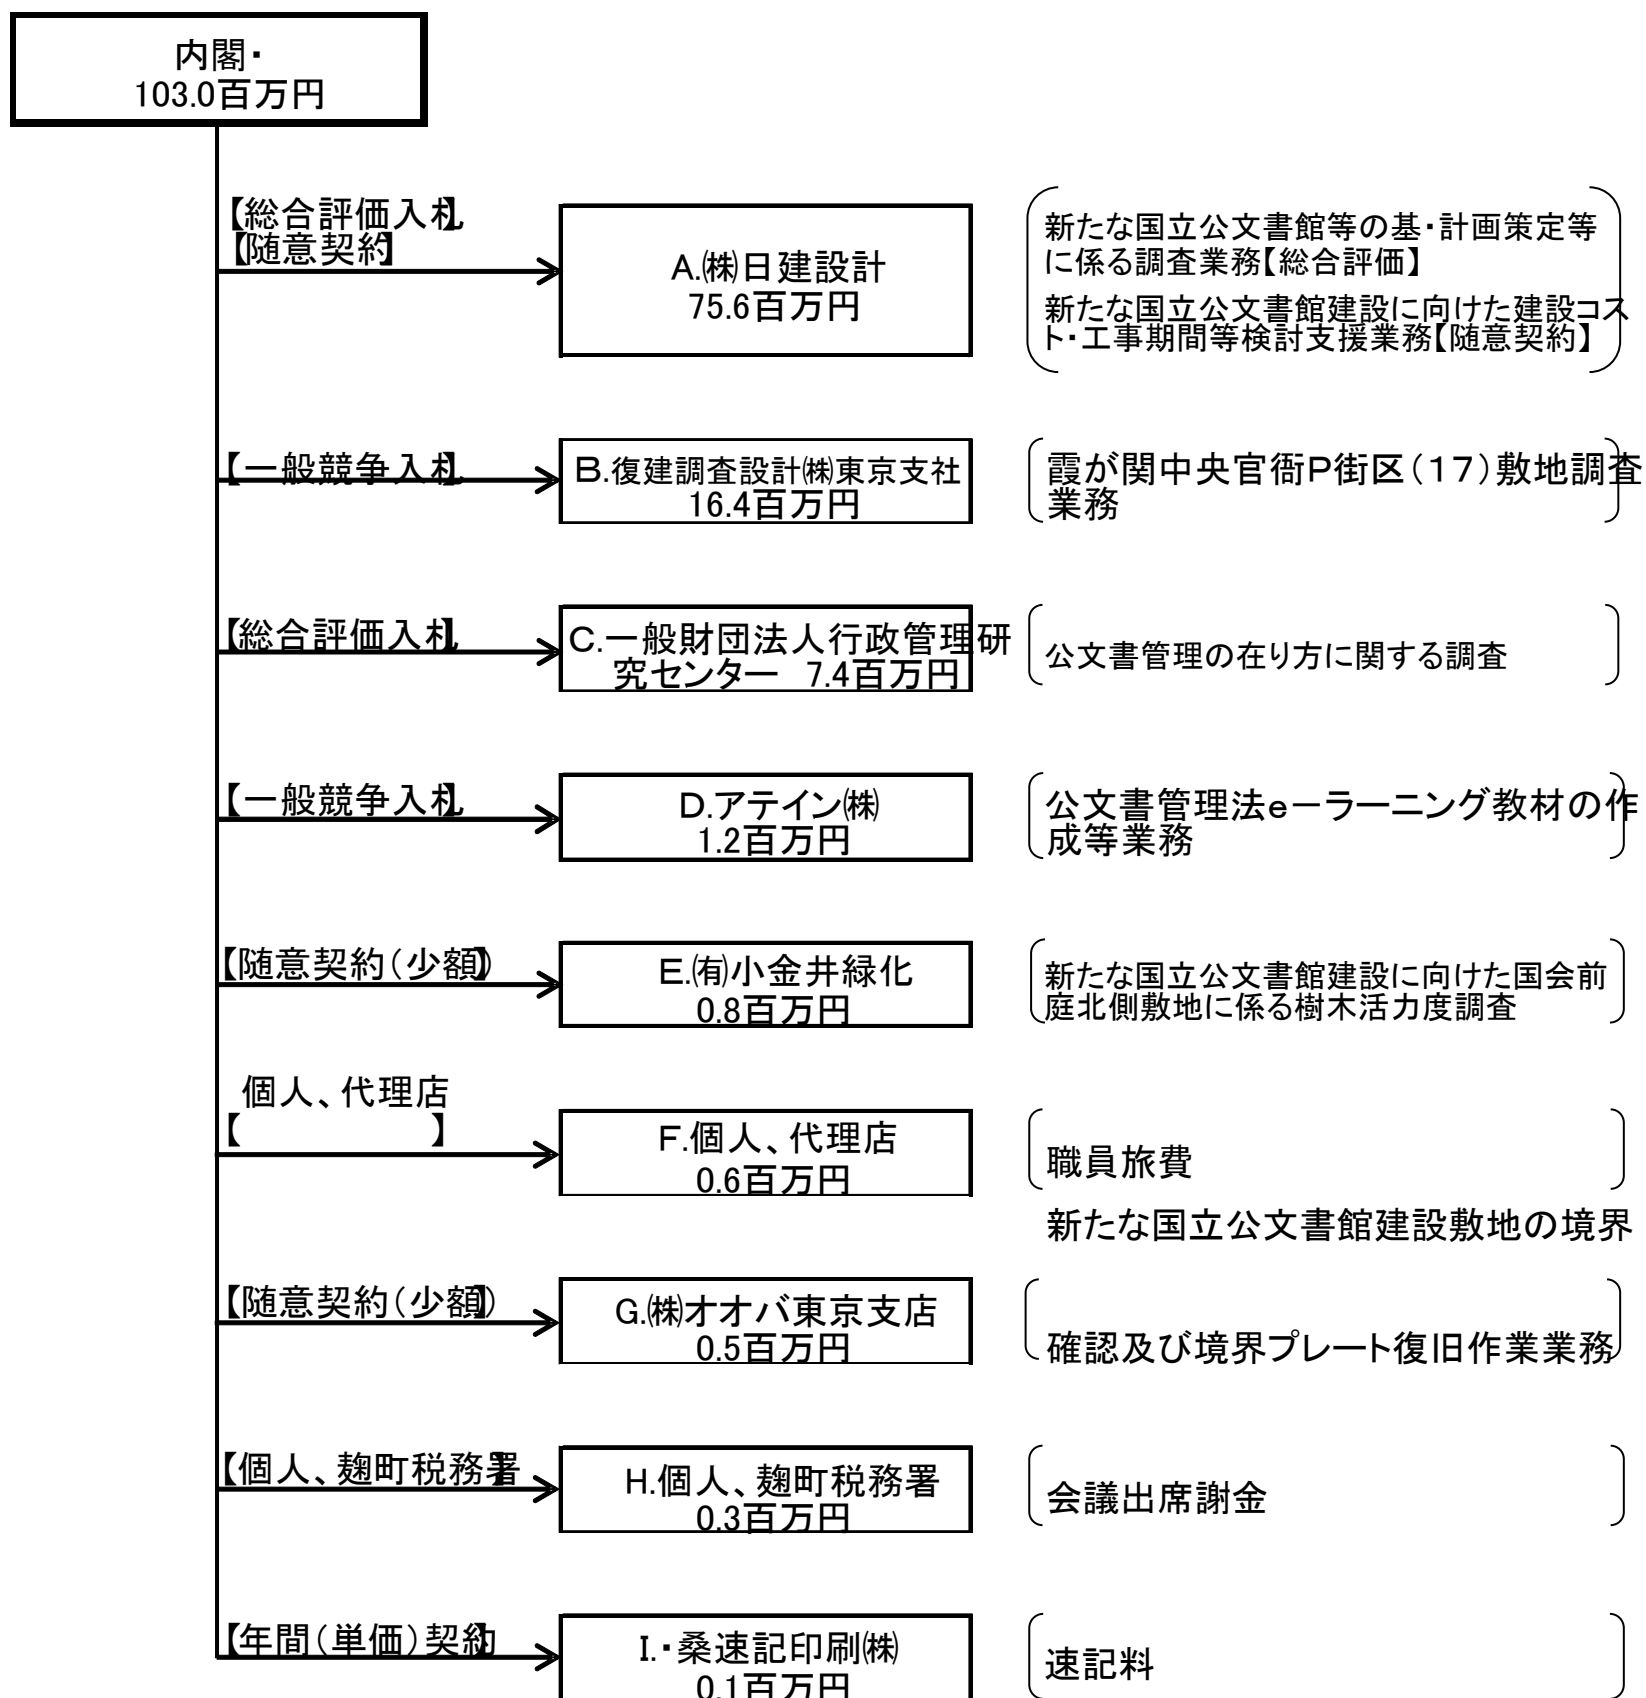 内閣・
103.0百万円
【総合評価入札】
【随意契約】
A.㈱日建設計
75.6百万円
新たな国立公文書館等の基・計画策定等
に係る調査業務【総合評価】
新たな国立公文書館建設に向けた建設コス
ト・工事期間等検討支援業務【随意契約】
【一般競争入札】
B.復建調査設計㈱東京支社
16.4百万円
霞が関中央官衙P街区（17）敷地調査
業務
【総合評価入札】
C.一般財団法人行政管理研
究センター　7.4百万円
公文書管理の在り方に関する調査
【一般競争入札】
D.アテイン㈱
1.2百万円
公文書管理法e－ラーニング教材の作
成等業務
【随意契約（少額）】
E.㈲小金井緑化
0.8百万円
新たな国立公文書館建設に向けた国会前
庭北側敷地に係る樹木活力度調査
個人、代理店
【　　　　　】
F.個人、代理店
0.6百万円
職員旅費
新たな国立公文書館建設敷地の境界
【随意契約（少額）】
G.㈱オオバ東京支店
0.5百万円
確認及び境界プレート復旧作業業務
【個人、麹町税務署】
H.個人、麹町税務署
0.3百万円
会議出席謝金
【年間（単価）契約】
I.・桑速記印刷㈱
0.1百万円
速記料